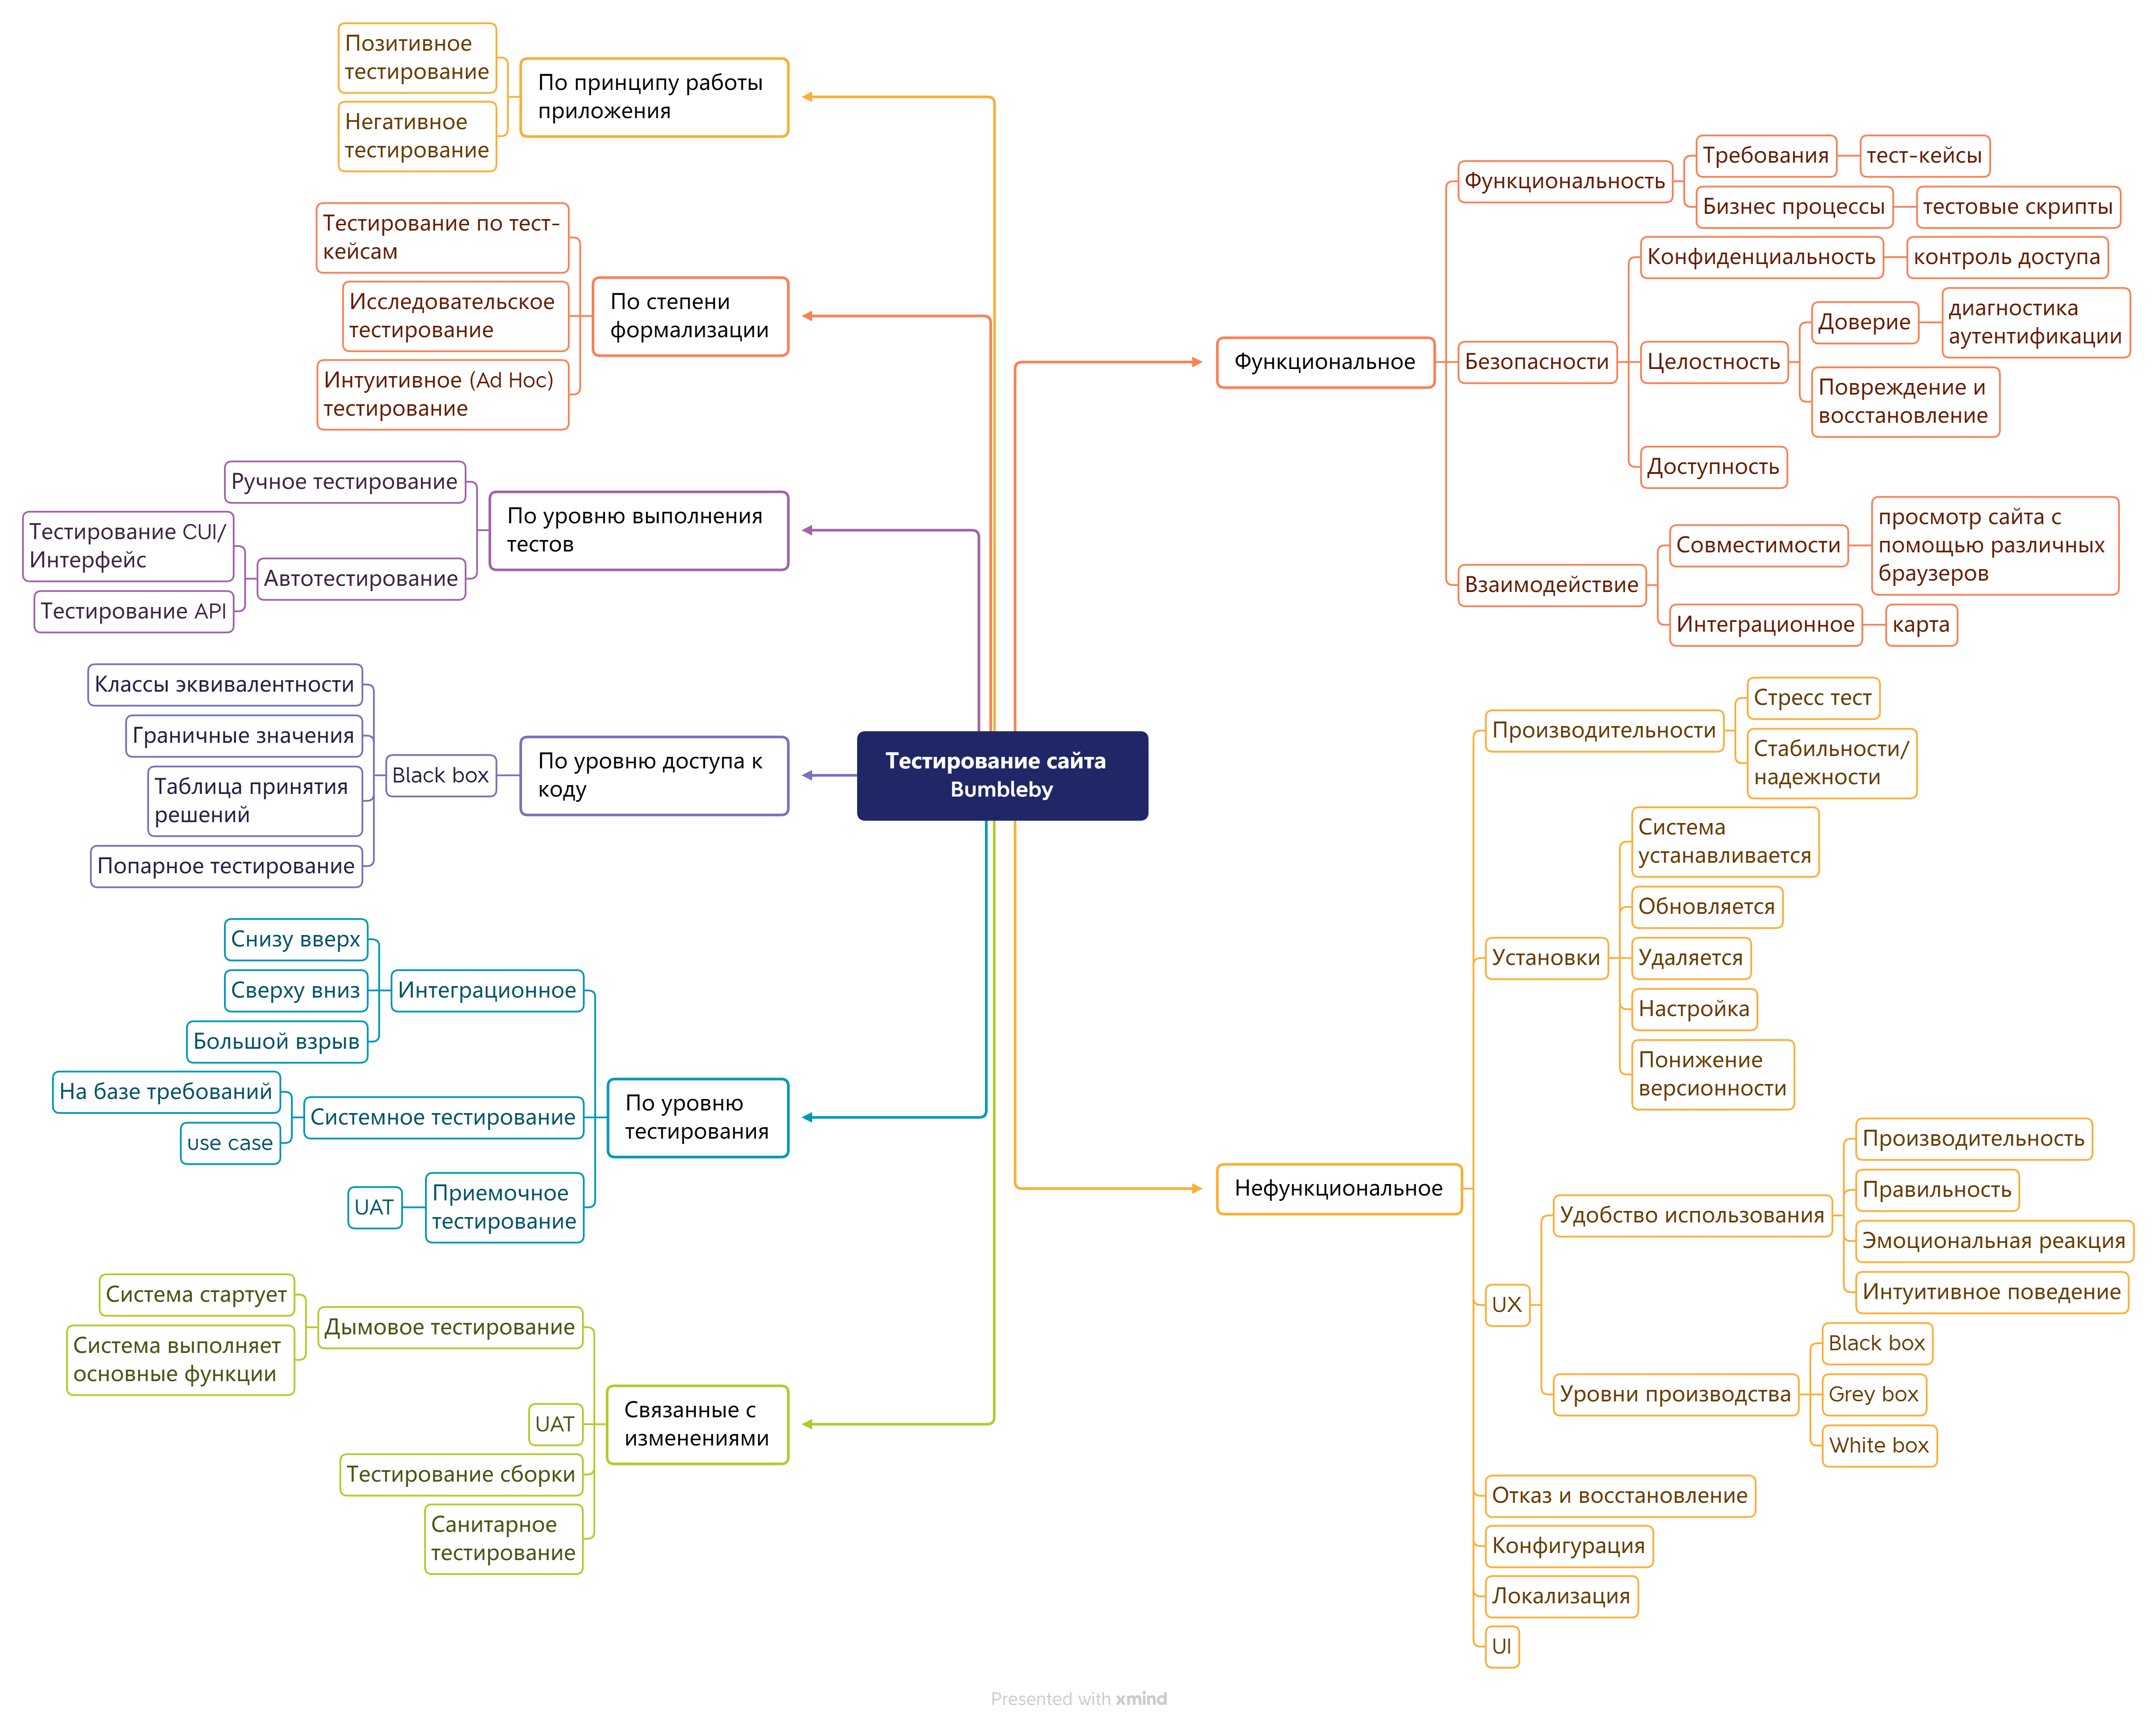 Тестирование сайта
Bumbleby
Функциональное
Функциональность
Требования
тест-кейсы
Бизнес процессы
тестовые скрипты
Безопасности
Конфиденциальность
контроль доступа
Целостность
Доверие
диагностика
аутентификации
Повреждение и
восстановление
Доступность
Взаимодействие
Совместимости
просмотр сайта с
помощью различных
браузеров
Интеграционное
карта
Нефункциональное
Производительности
Стресс тест
Стабильности/
надежности
Установки
Система
устанавливается
Обновляется
Удаляется
Настройка
Понижение
версионности
UX
Удобство использования
Производительность
Правильность
Эмоциональная реакция
Интуитивное поведение
Уровни производства
Black box
Grey box
White box
Отказ и восстановление
Конфигурация
Локализация
UI
По принципу работы
приложения
Позитивное
тестирование
Негативное
тестирование
По степени
формализации
Тестирование по тест-
кейсам
Исследовательское
тестирование
Интуитивное (Ad Hoc)
тестирование
По уровню выполнения
тестов
Ручное тестирование
Автотестирование
Тестирование CUI/
Интерфейс
Тестирование API
По уровню доступа к
коду
Black box
Классы эквивалентности
Граничные значения
Таблица принятия
решений
Попарное тестирование
По уровню
тестирования
Интеграционное
Снизу вверх
Сверху вниз
Большой взрыв
Системное тестирование
На базе требований
use case
Приемочное
тестирование
UAT
Связанные с
изменениями
Дымовое тестирование
Система стартует
Система выполняет
основные функции
UAT
Тестирование сборки
Санитарное
тестирование
Presented with xmind